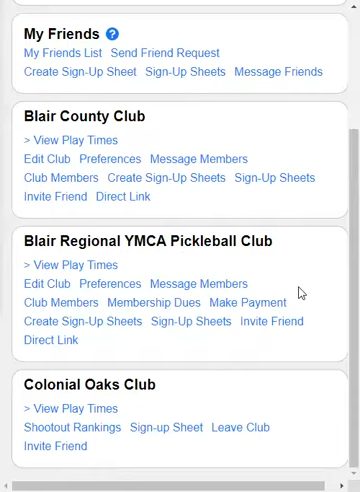 My Friends ?
My Friends List Send Friend Request
Create Sign-Up Sheet Sign-Up Sheets Message Friends
Blair County Club
> View Play Times
Edit Club Preferences Message Members
Club Members Create Sign-Up Sheets Sign-Up Sheets
Invite Friend Direct Link
Blair Regional YMCA Pickleball Club
> View Play Times
Edit Club Preferences Message Members
Club Members Membership Dues Make Payment
Create Sign-Up Sheets Sign-Up Sheets Invite Friend
Direct Link
Colonial Oaks Club
> View Play Times
Shootout Rankings Sign-up Sheet Leave Club
Invite Friend